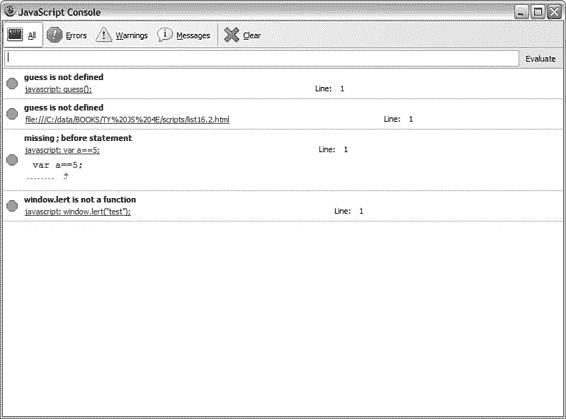 JavaScript Console
All Errors Warnings Messages Clear
Evaluate
guess is not defined
javascript: guess(); Line: 1
guess is not defined
file:///C:/data/BOOKS/TY%20JS%204E/scripts/list16.2.html Line: 1
missing ; before statement
javascript: var a==5; Line: 1
var a==5;
window.lert is not a function
javascript: window.lert("test"); Line: 1